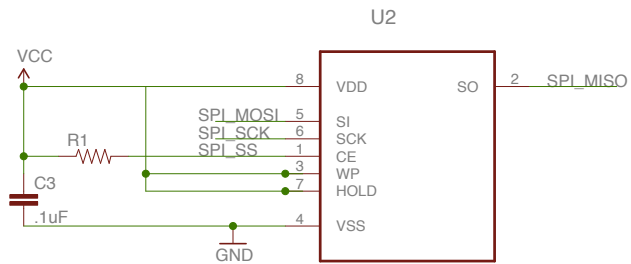 U2
VCC
8 VDD SO 2 SPI_MISO
SPI_MOSI 5 SI
SPI_SCK 6 SCK
R1 SPI_SS 1 CE
3 WP
C3 7 HOLD
.1uF 4 VSS
GND